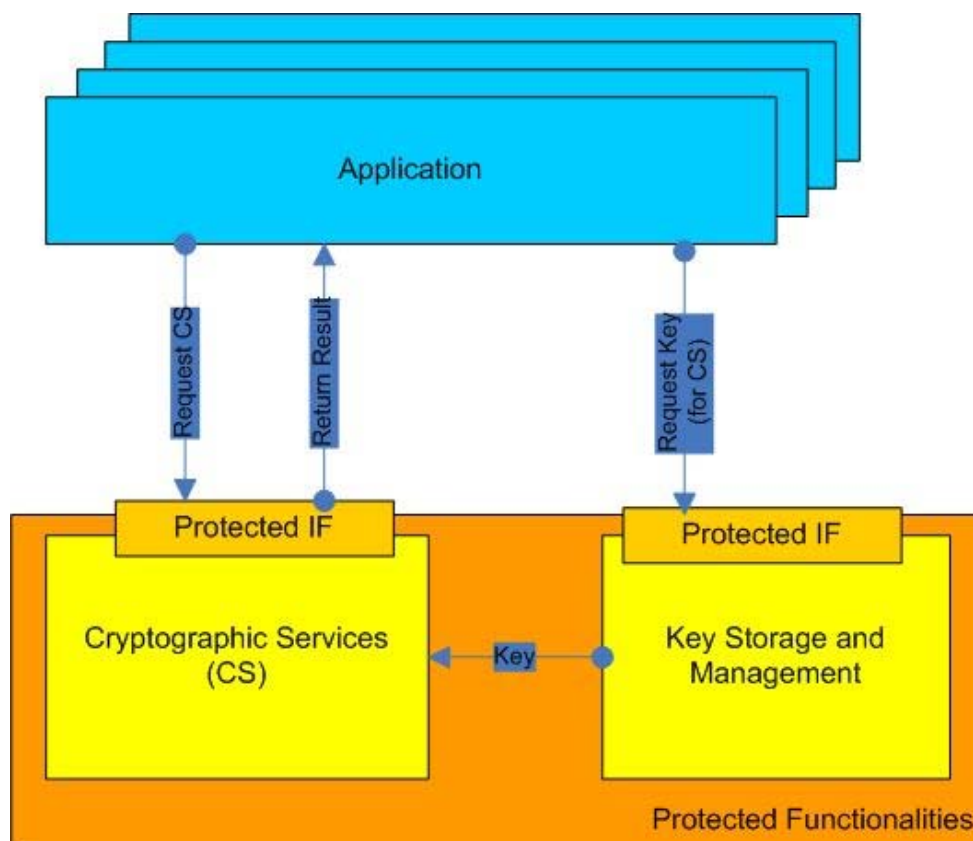 Application
Request CS
Return Result
Request Key
(for CS)
Protected IF
Protected IF
Cryptographic Services
(CS)
Key
Key Storage and
Management
Protected Functionalities